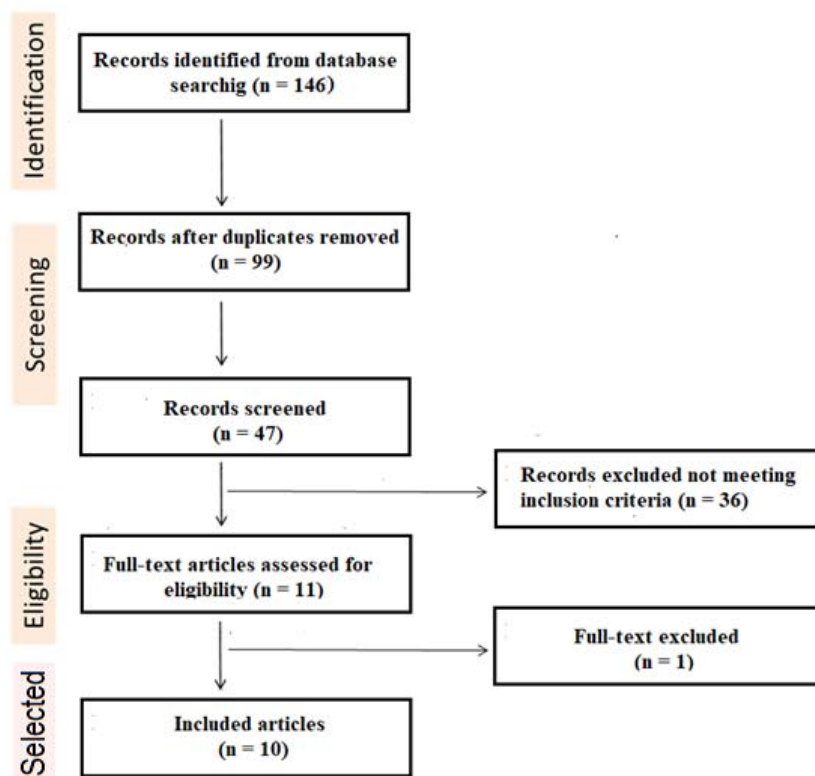 Identification
Records identified from database
searchig (n = 146)
Screening
Records after duplicates removed
(n = 99)
Records screened
(n = 47)
Records excluded not meeting
inclusion criteria (n = 36)
Eligibility
Full-text articles assessed for
eligibility (n = 11)
Full-text excluded
(n = 1)
Selected
Included articles
(n = 10)